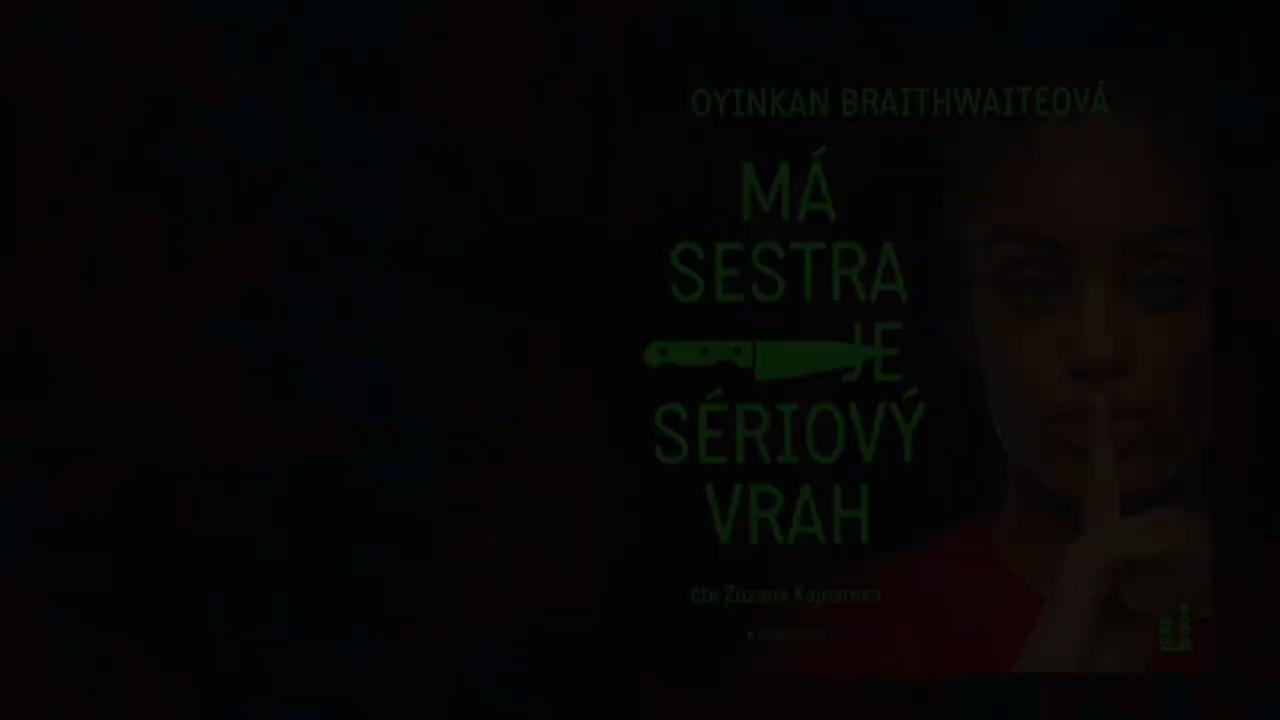 OYINKAN BRAITHWAITEOVÁ
MÁ
SESTRA
JE
SÉRIOVÝ
VRAH
čte Zuzana Kajnarová